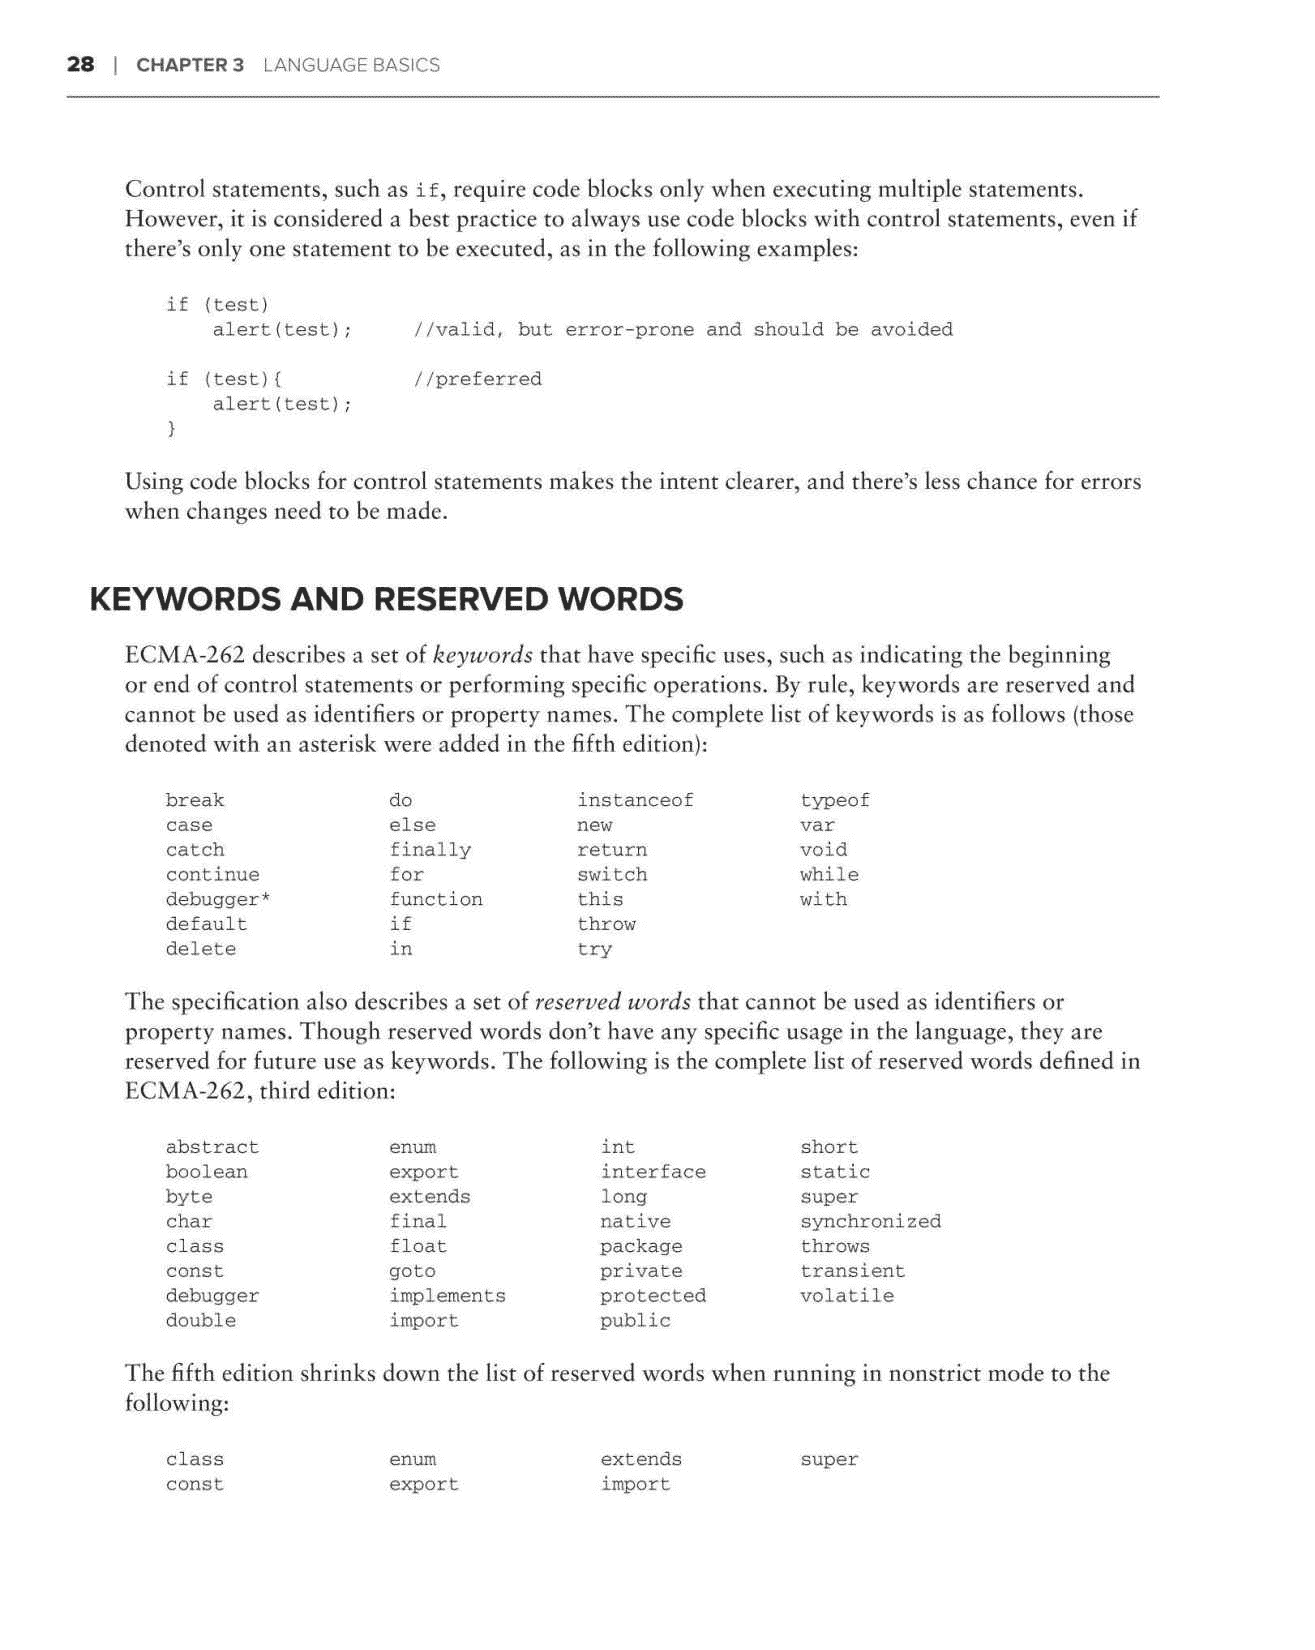 28 | CHAPTER 3 LANGUAGE BASICS
Control statements, such as if, require code blocks only when executing multiple statements.
However, it is considered a best practice to always use code blocks with control statements, even if
there's only one statement to be executed, as in the following examples:
if (test)
    alert(test);     //valid, but error-prone and should be avoided
if (test){           //preferred
    alert(test);
}
Using code blocks for control statements makes the intent clearer, and there's less chance for errors
when changes need to be made.
KEYWORDS AND RESERVED WORDS
ECMA-262 describes a set of keywords that have specific uses, such as indicating the beginning
or end of control statements or performing specific operations. By rule, keywords are reserved and
cannot be used as identifiers or property names. The complete list of keywords is as follows (those
denoted with an asterisk were added in the fifth edition):
break do instanceof typeof
case else new var
catch finally return void
continue for switch while
debugger* function this with
default if throw
delete in try
The specification also describes a set of reserved words that cannot be used as identifiers or
property names. Though reserved words don't have any specific usage in the language, they are
reserved for future use as keywords. The following is the complete list of reserved words defined in
ECMA-262, third edition:
abstract enum int short
boolean export interface static
byte extends long super
char final native synchronized
class float package throws
const goto private transient
debugger implements protected volatile
double import public
The fifth edition shrinks down the list of reserved words when running in nonstrict mode to the
following:
class enum extends super
const export import